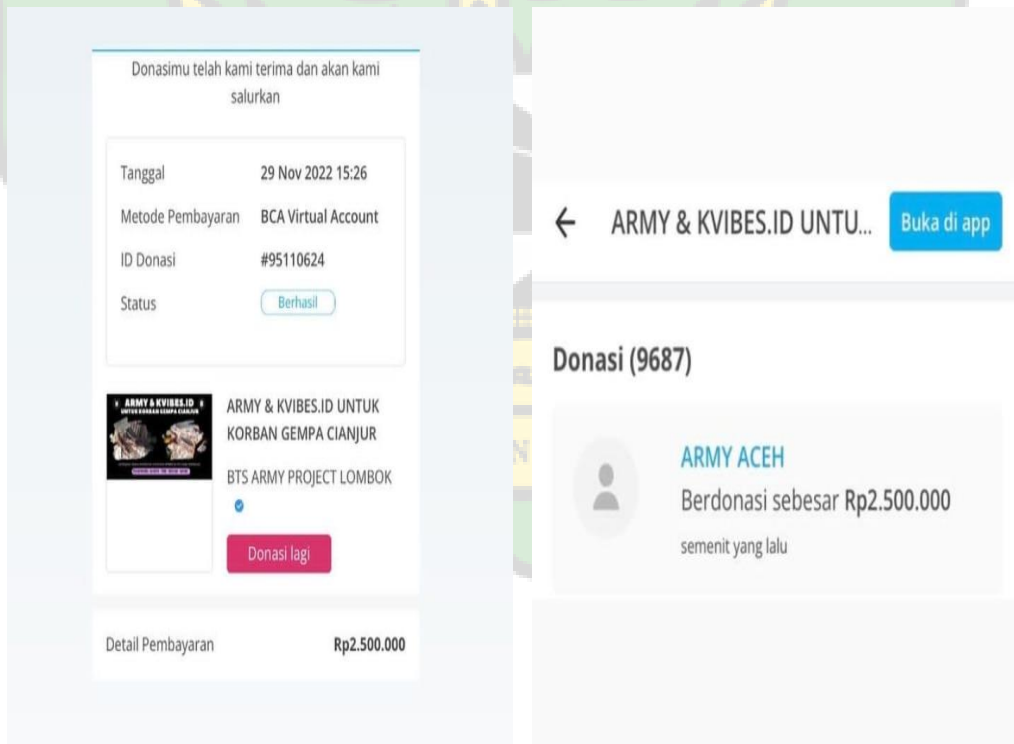 Donasimu telah kami terima dan akan kami
salurkan
Tanggal 29 Nov 2022 15:26
Metode Pembayaran BCA Virtual Account
ID Donasi #95110624
Status Berhasil
ARMY & KVIBES.ID
UNTUK KORBAN GEMPA CIANJUR
ARMY & KVIBES.ID UNTUK
KORBAN GEMPA CIANJUR
BTS ARMY PROJECT LOMBOK
Donasi lagi
Detail Pembayaran Rp2.500.000
ARMY & KVIBES.ID UNTU... Buka di app
Donasi (9687)
ARMY ACEH
Berdonasi sebesar Rp2.500.000
semenit yang lalu